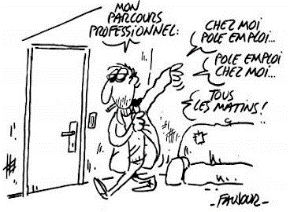 MON
PARCOURS
PROFESSIONNEL:
CHEZ MOI
POLE EMPLOI...
POLE EMPLOI
CHEZ MOI...
TOUS
LES MATINS!
-FAUJOUR-